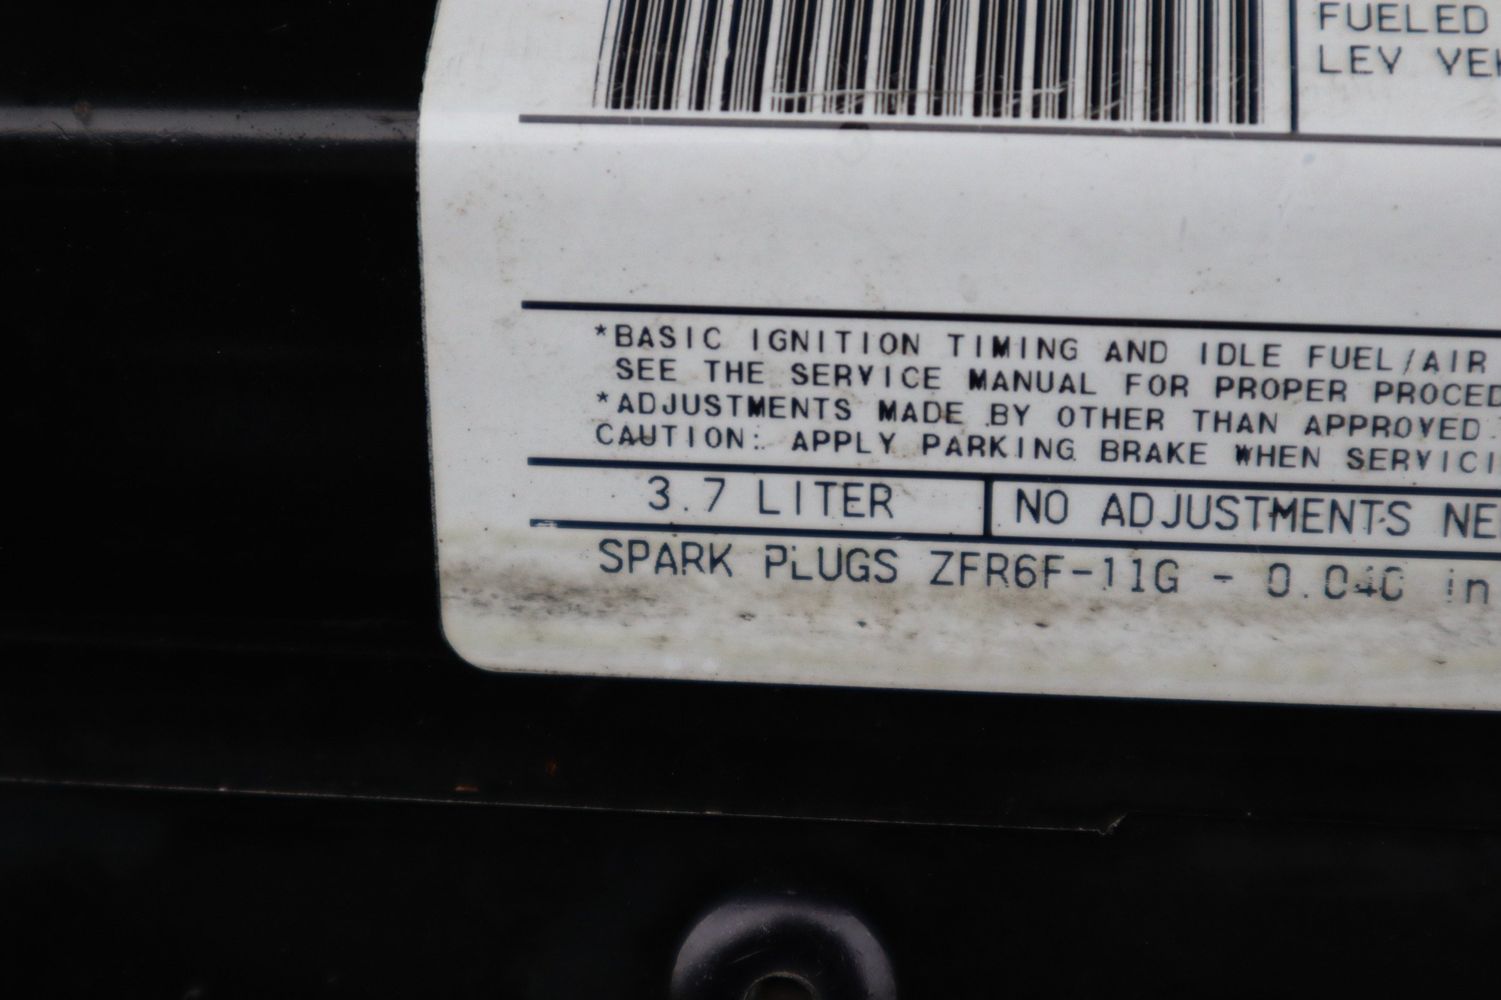 FUELED
LEV VEH
*BASIC IGNITION TIMING AND IDLE FUEL/AIR
SEE THE SERVICE MANUAL FOR PROPER PROCED
*ADJUSTMENTS MADE BY OTHER THAN APPROVED
CAUTION: APPLY PARKING BRAKE WHEN SERVICI
3.7 LITER
NO ADJUSTMENTS NE
SPARK PLUGS ZFR6F-11G - 0.040 in